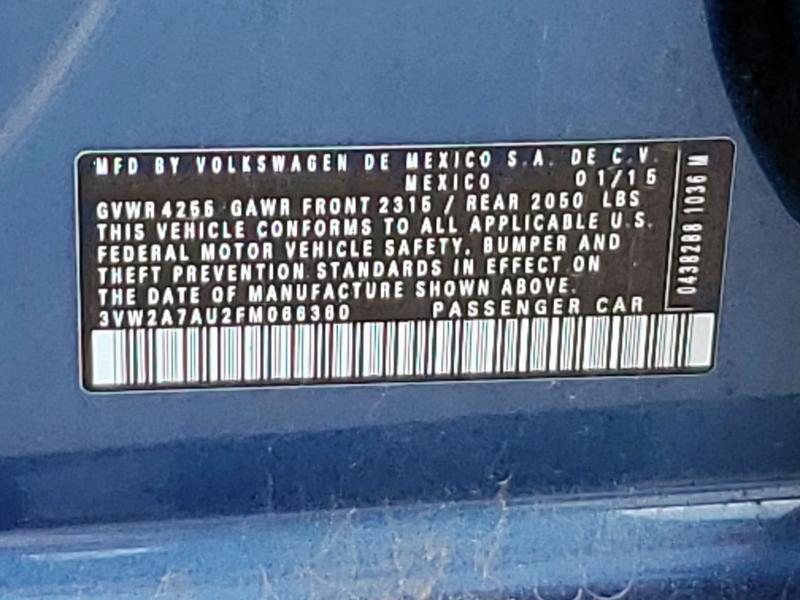 MFD BY VOLKSWAGEN DE MEXICO S.A. DE C.V.
MEXICO 01/15
GVWR 4255 GAWR FRONT 2315 / REAR 2050 LBS
THIS VEHICLE CONFORMS TO ALL APPLICABLE U.S.
FEDERAL MOTOR VEHICLE SAFETY, BUMPER AND
THEFT PREVENTION STANDARDS IN EFFECT ON
THE DATE OF MANUFACTURE SHOWN ABOVE.
3VW2A7AU2FM066360 PASSENGER CAR
0438288 1036 M